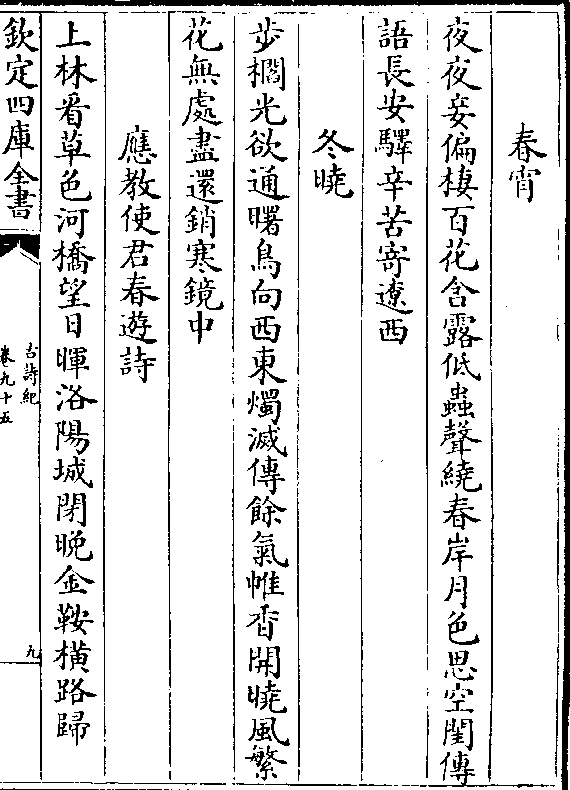 春宵
夜夜妾偏棲百花含露低蟲聲繞春岸月色思空閨傳
語長安驛辛苦寄遼西
冬曉
步櫩光欲通曙鳥向西東燭滅傳餘氣帷香開曉風繁
花無處盡還銷寒鏡中
應教使君春遊詩
上林看草色河橋望日暉洛陽城閉晩金鞍橫路歸
欽定四庫全書
古詩紀
卷九十五
九